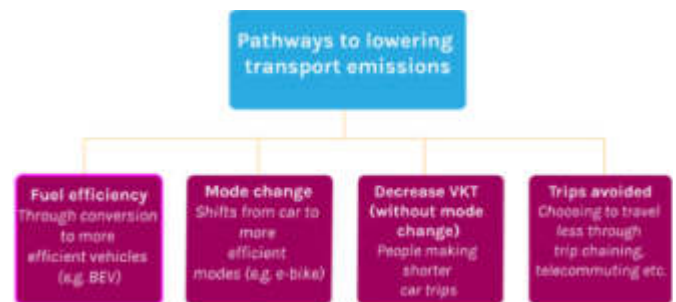 Pathways to lowering
transport emissions
Fuel efficiency
Through conversion
to more
efficient vehicles
(e.g. BEV)
Mode change
Shifts from car to
more
efficient
modes (e.g. e-bike)
Decrease VKT
(without mode
change)
People making
shorter
car trips
Trips avoided
Choosing to travel
less through
trip chaining,
telecommuting etc.